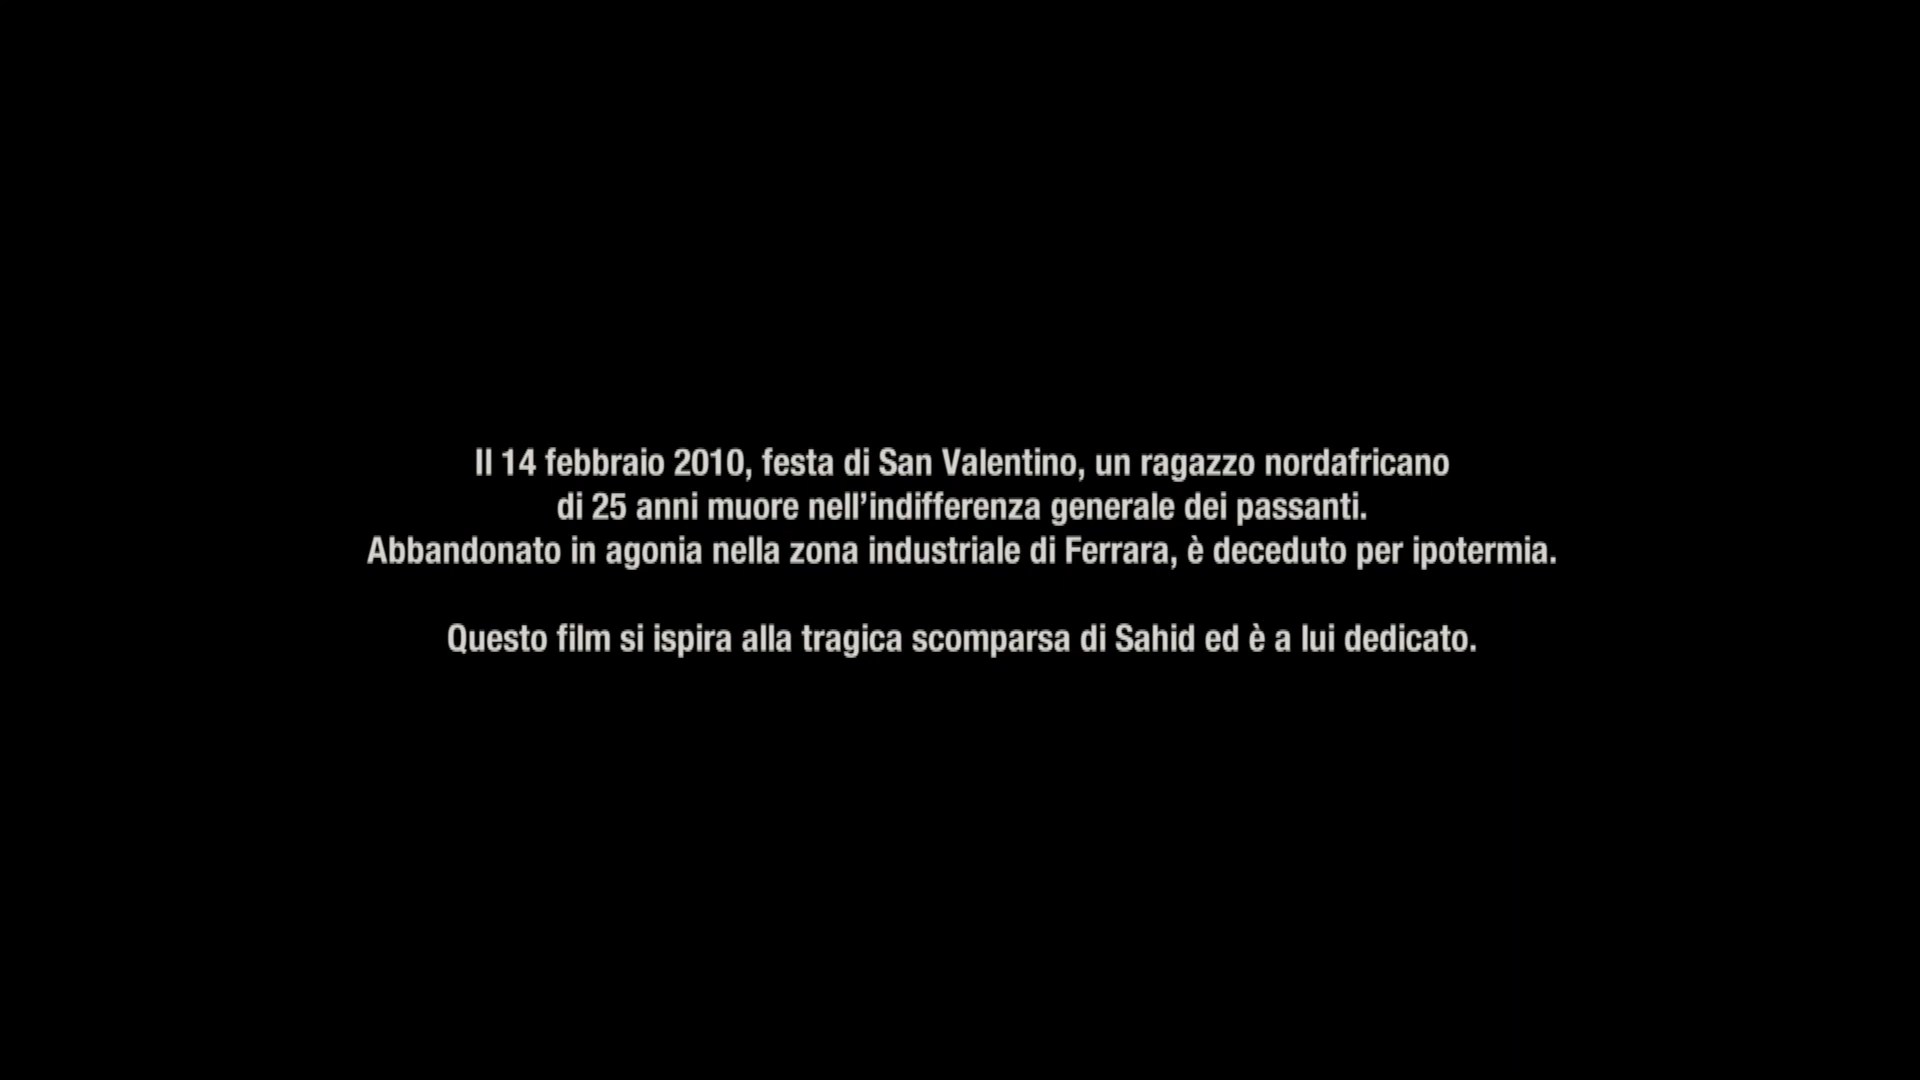 Il 14 febbraio 2010, festa di San Valentino, un ragazzo nordafricano
di 25 anni muore nell’indifferenza generale dei passanti.
Abbandonato in agonia nella zona industriale di Ferrara, è deceduto per ipotermia.
Questo film si ispira alla tragica scomparsa di Sahid ed è a lui dedicato.